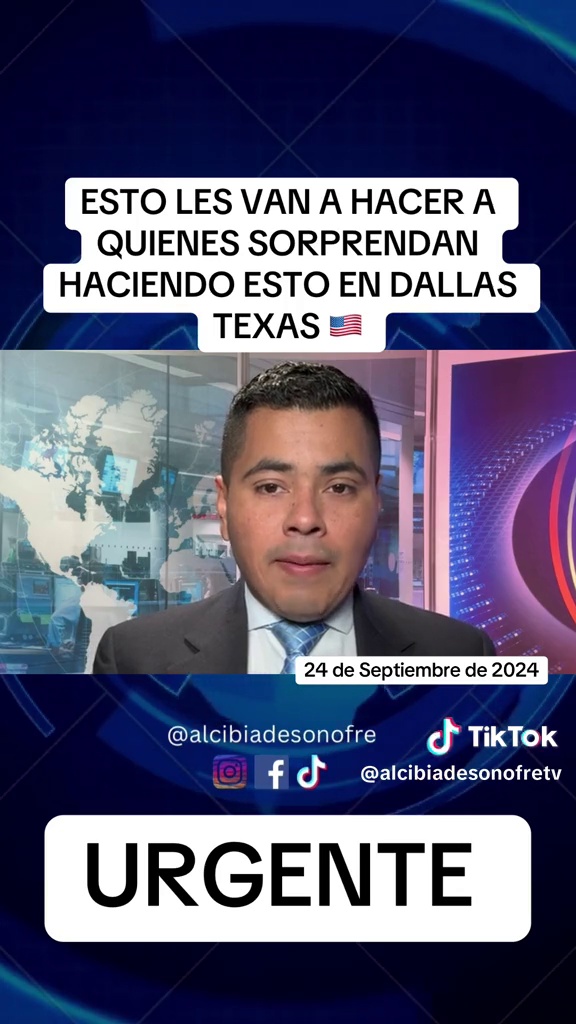 ESTO LES VAN A HACER A
QUIENES SORPRENDAN
HACIENDO ESTO EN DALLAS
TEXAS 🇺🇸
24 de Septiembre de 2024
@alcibiadesonofre
TikTok
@alcibiadesonofretv
URGENTE